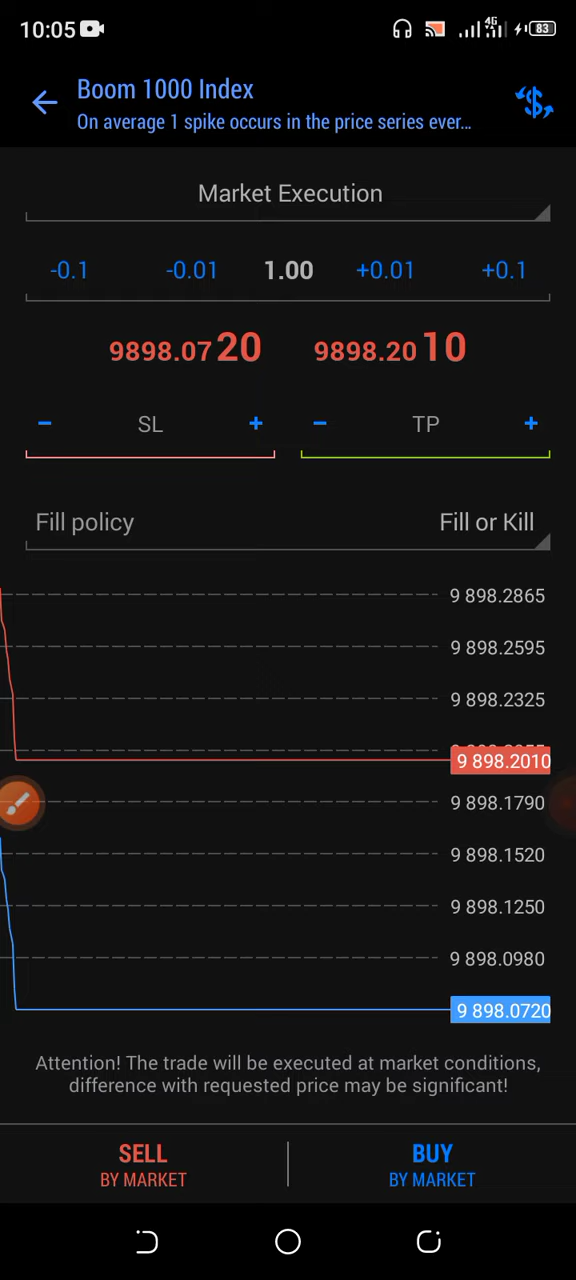 10:05
4G
83
Boom 1000 Index
On average 1 spike occurs in the price series ever...
Market Execution
-0.1 -0.01 1.00 +0.01 +0.1
9898.0720 9898.2010
− SL + − TP +
Fill policy Fill or Kill
9 898.2865
9 898.2595
9 898.2325
9 898.2010
9 898.1790
9 898.1520
9 898.1250
9 898.0980
9 898.0720
Attention! The trade will be executed at market conditions,
difference with requested price may be significant!
SELL BUY
BY MARKET BY MARKET